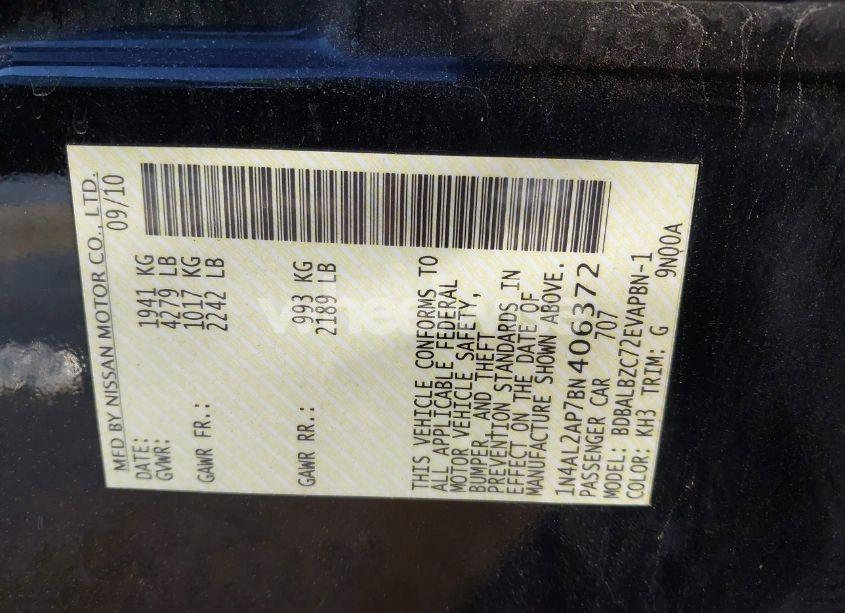 MFD BY NISSAN MOTOR CO., LTD.
DATE: 09/10
GVWR: 1941 KG
4279 LB
GAWR FR.: 1017 KG
2242 LB
GAWR RR.: 993 KG
2189 LB
THIS VEHICLE CONFORMS TO
ALL APPLICABLE FEDERAL
MOTOR VEHICLE SAFETY,
BUMPER, AND THEFT
PREVENTION STANDARDS IN
EFFECT ON THE DATE OF
MANUFACTURE SHOWN ABOVE.
1N4AL2AP7BN406372
PASSENGER CAR 707
MODEL: BDBALBZC72EVAPBN-1
COLOR: KH3 TRIM: G 9N00A